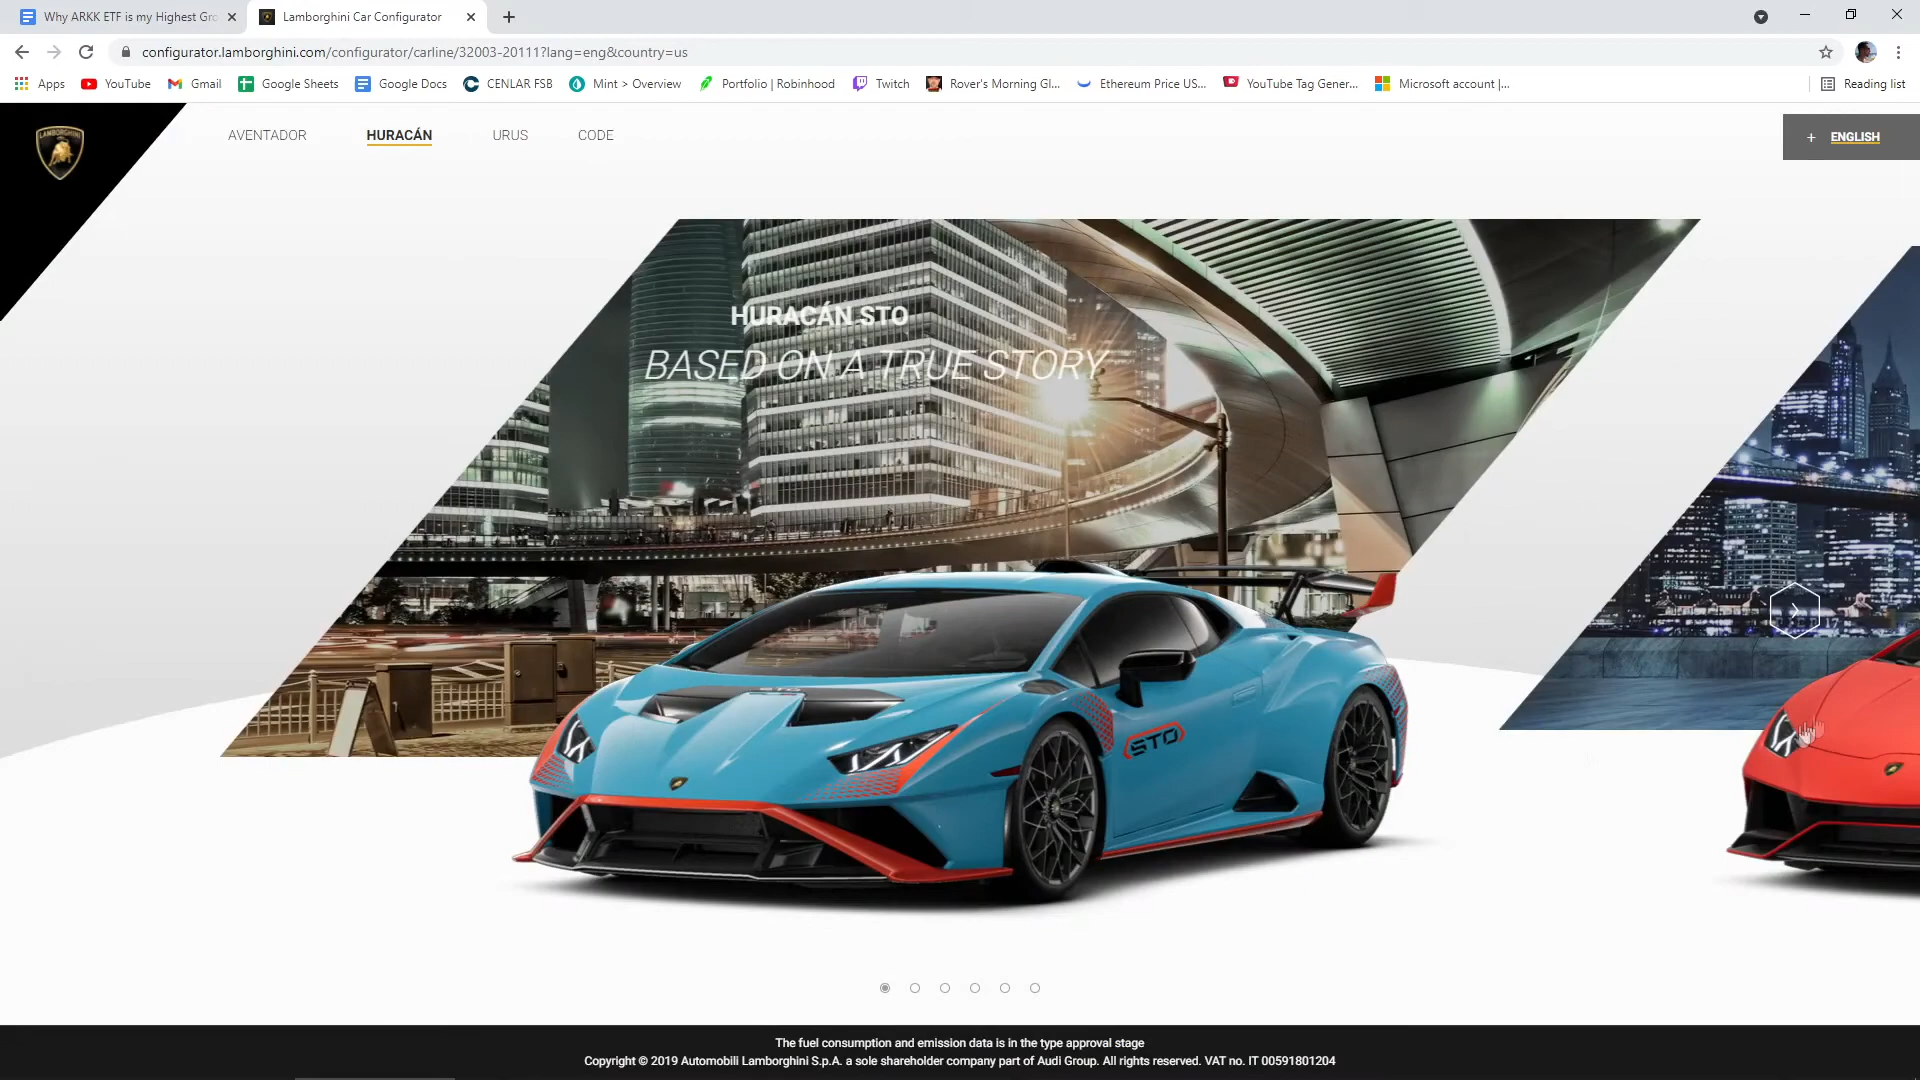 Why ARKK ETF is my Highest Gro
Lamborghini Car Configurator
configurator.lamborghini.com/configurator/carline/32003-20111?lang=eng&country=us
Apps
YouTube
Gmail
Google Sheets
Google Docs
CENLAR FSB
Mint > Overview
Portfolio | Robinhood
Twitch
Rover's Morning Gl...
Ethereum Price US...
YouTube Tag Gener...
Microsoft account |...
Reading list
LAMBORGHINI
AVENTADOR
HURACÁN
URUS
CODE
+ ENGLISH
HURACÁN STO
BASED ON A TRUE STORY
STO
STO
The fuel consumption and emission data is in the type approval stage
Copyright © 2019 Automobili Lamborghini S.p.A. a sole shareholder company part of Audi Group. All rights reserved. VAT no. IT 00591801204